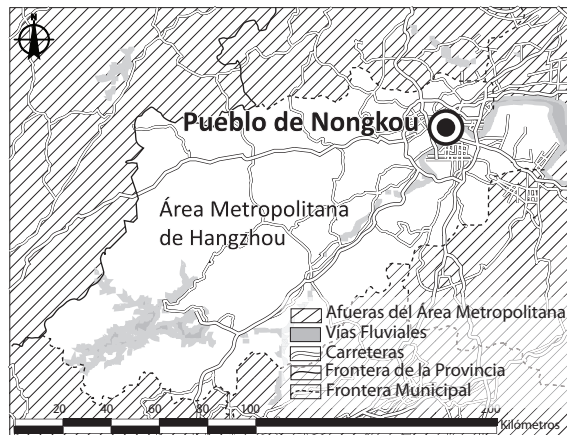 N
Pueblo de Nongkou
Área Metropolitana
de Hangzhou
Afueras del Área Metropolitana
Vías Fluviales
Carreteras
Frontera de la Provincia
Frontera Municipal
20 40 60 80 100 200
Kilómetros